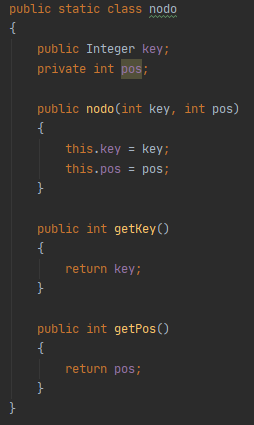 public static class nodo
{
    public Integer key;
    private int pos;

    public nodo(int key, int pos)
    {
        this.key = key;
        this.pos = pos;
    }

    public int getKey()
    {
        return key;
    }

    public int getPos()
    {
        return pos;
    }
}